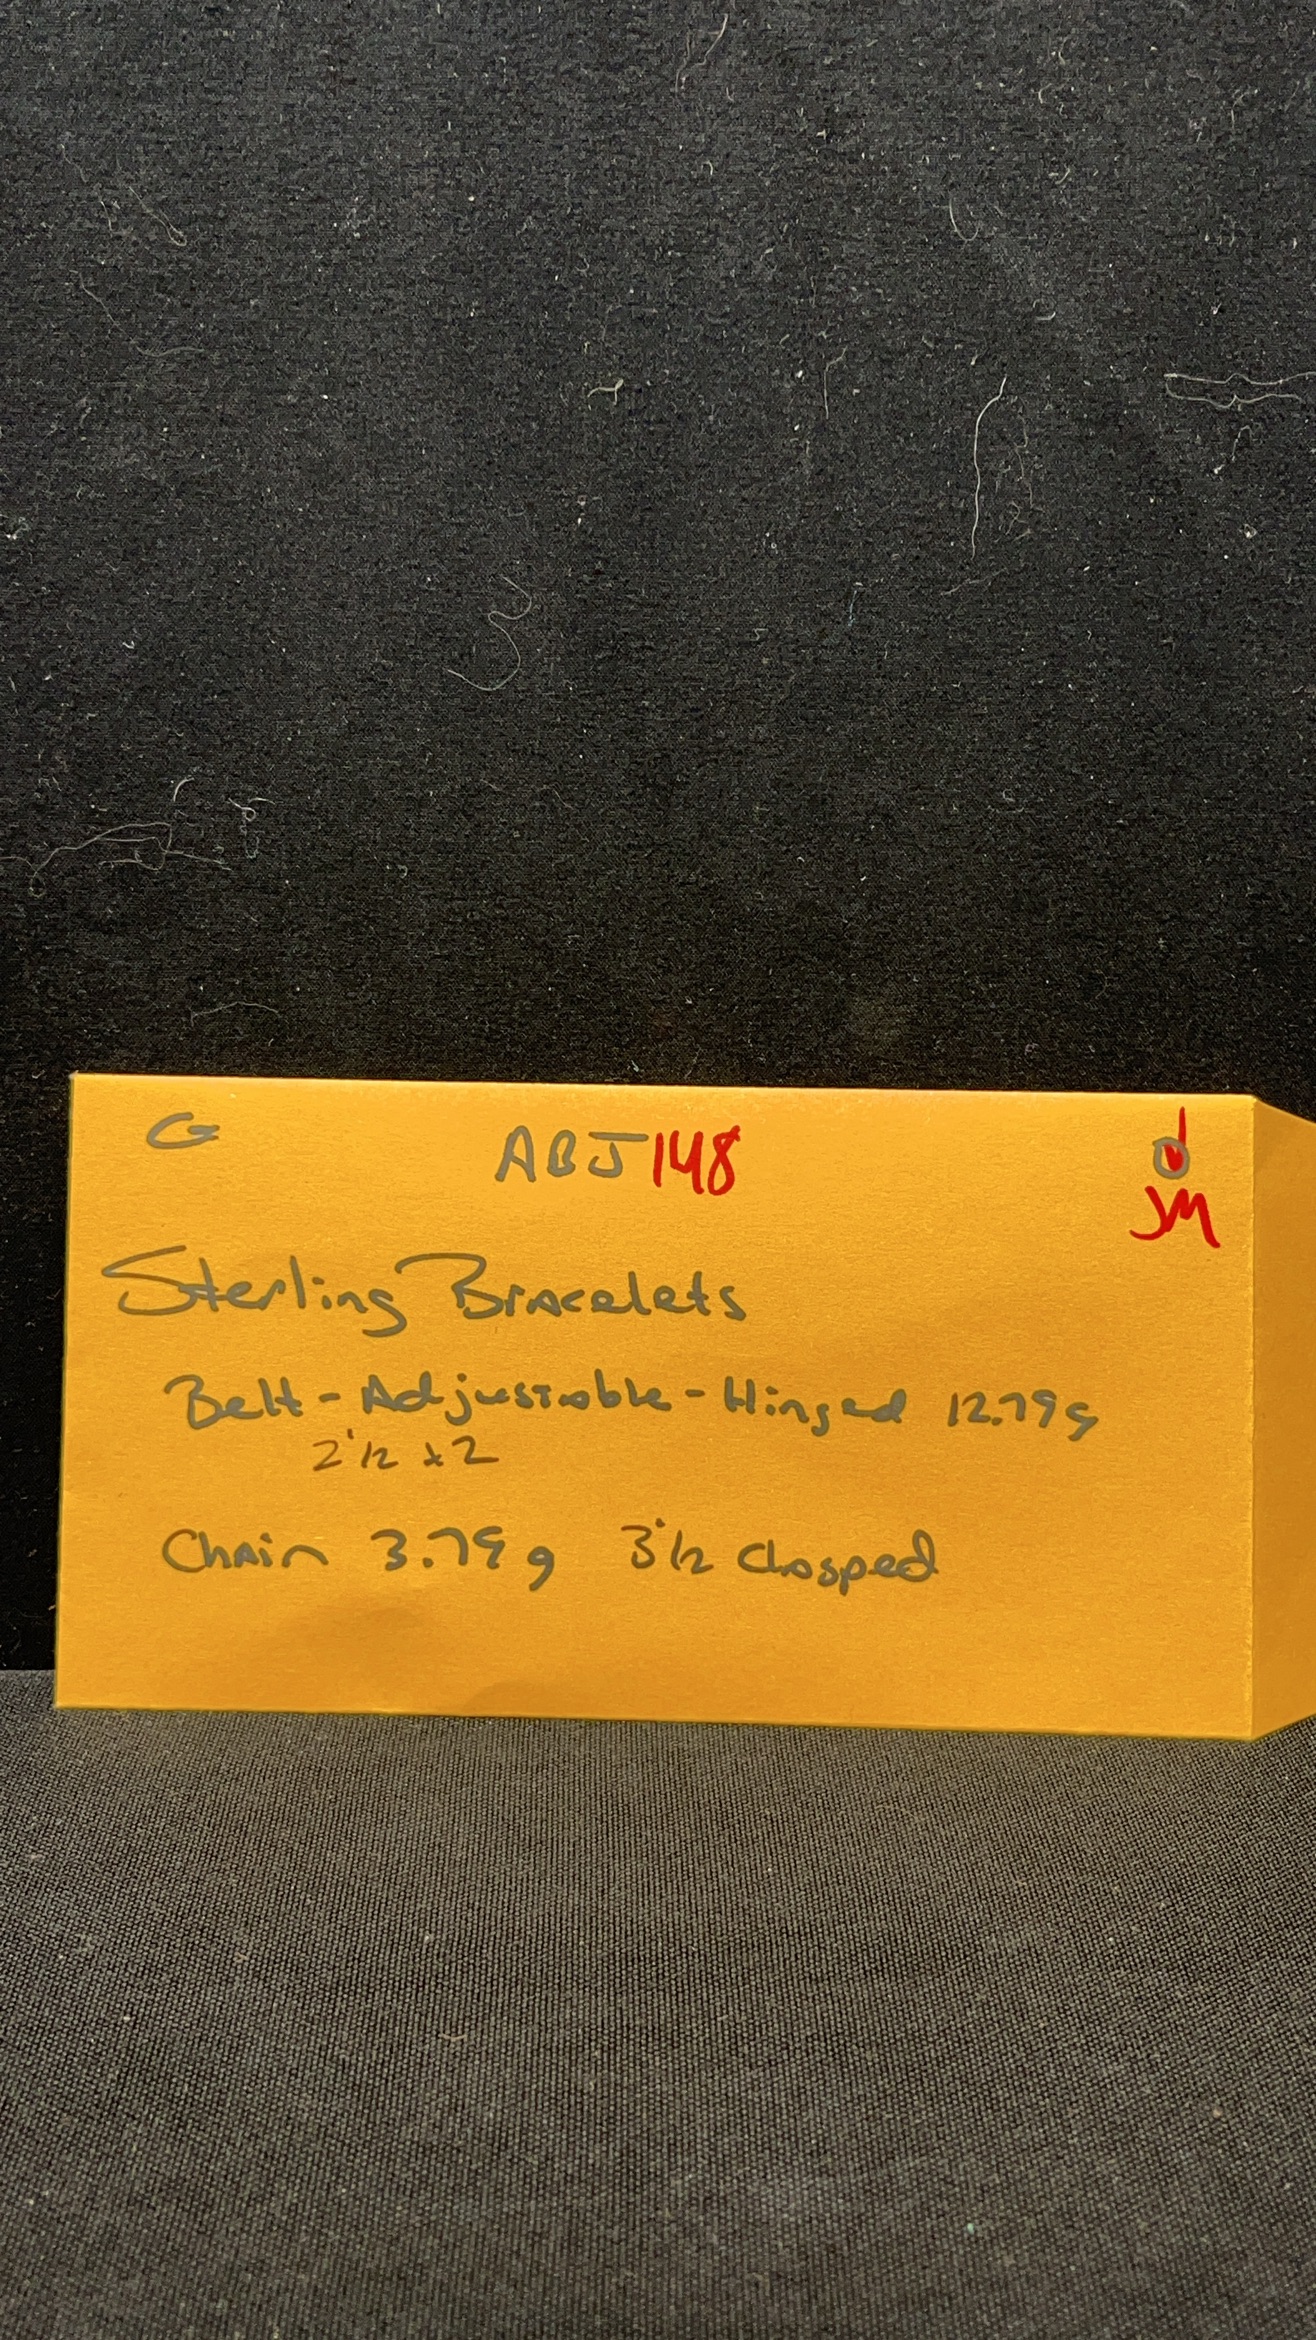 G ABJ148
JM
Sterling Bracelets
Belt - Adjustable - Hinged 12.79g
2 1/2 x 2
Chain 3.79g 3 1/2 Clasped